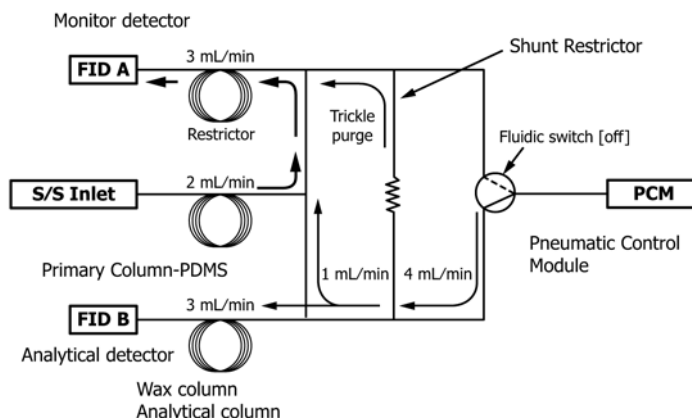 Monitor detector
3 mL/min
FID A
Shunt Restrictor
Restrictor
Trickle
purge
Fluidic switch [off]
S/S Inlet
2 mL/min
PCM
Primary Column-PDMS
1 mL/min
4 mL/min
Pneumatic Control
Module
3 mL/min
FID B
Analytical detector
Wax column
Analytical column